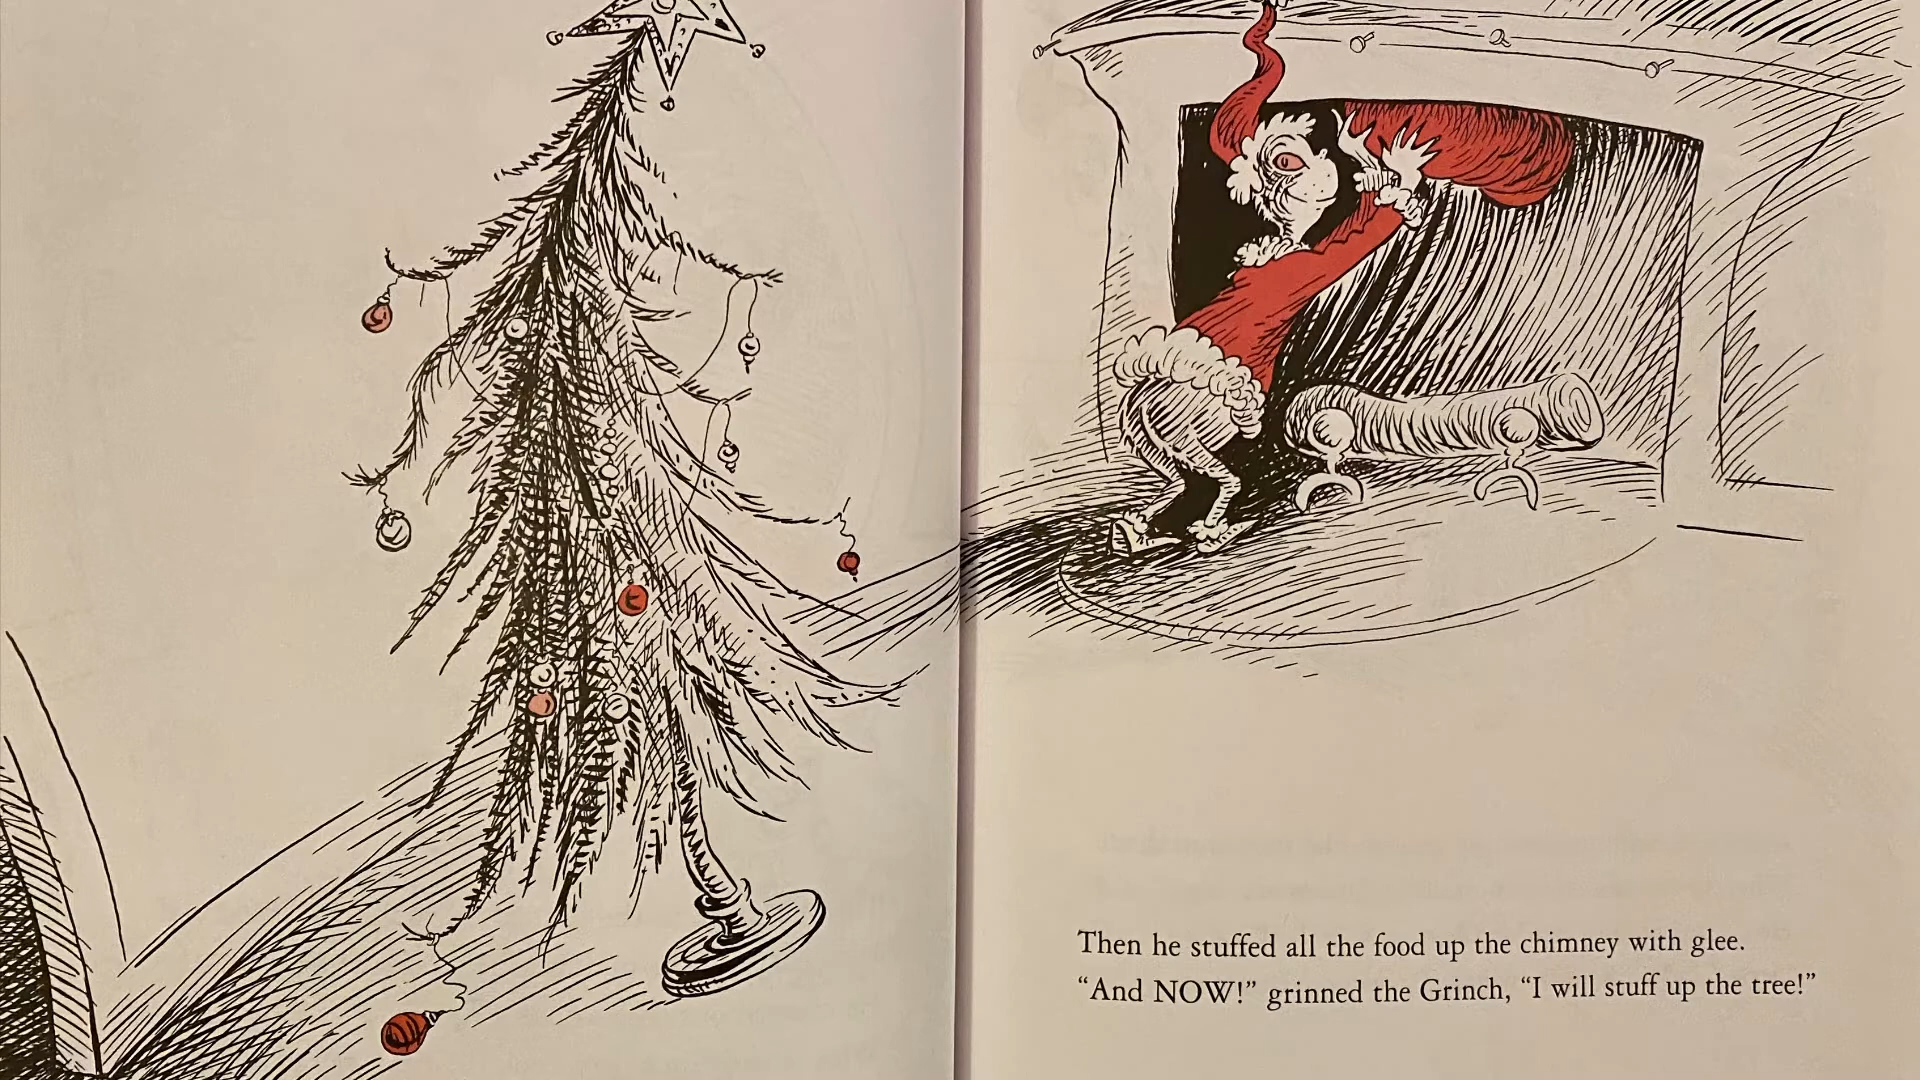 Then he stuffed all the food up the chimney with glee.
“And NOW!” grinned the Grinch, “I will stuff up the tree!”